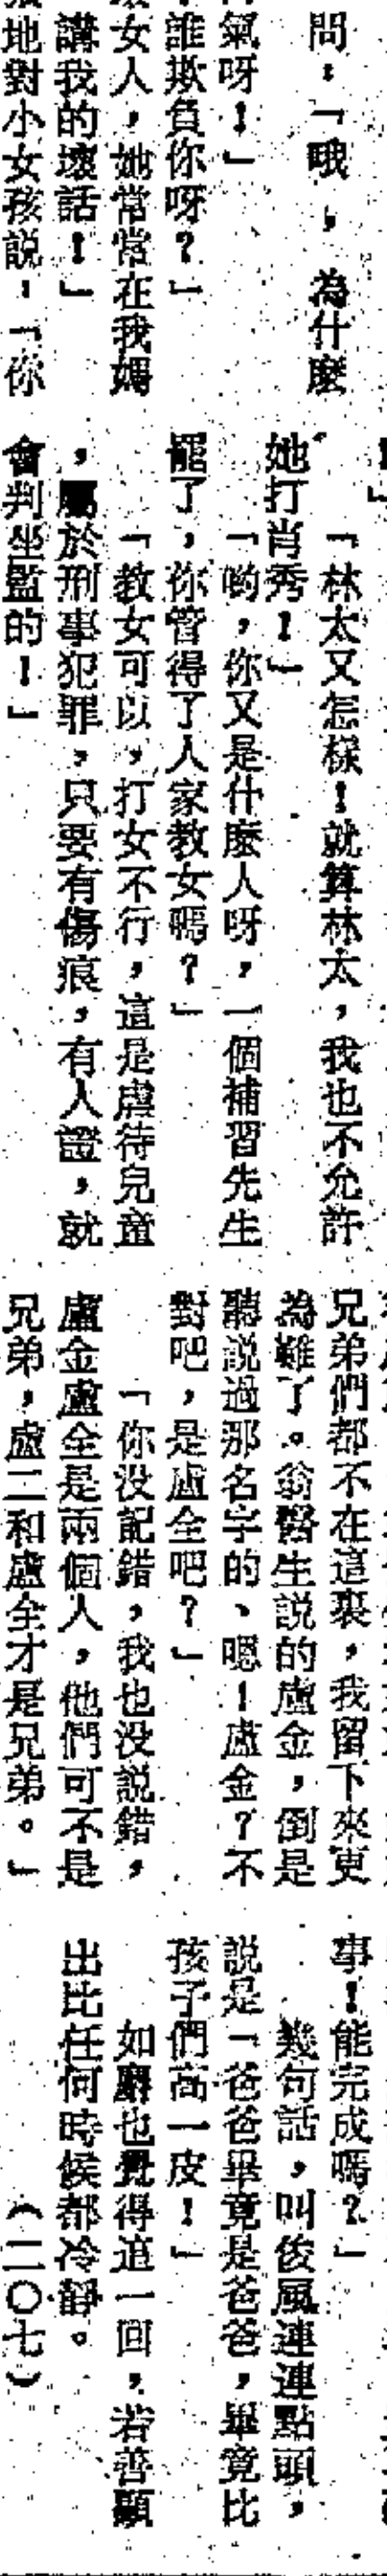 問：「哦，為什麼
氣呀！」
誰欺負你呀？」
女人，她常常在我媽
講我的壞話！」
地對小女孩說：「你
「林太又怎樣！就算林太，我也不允許
她打肖秀！」
「喲，你又是什麽人呀，一個補習先生
罷了，你管得了人家教女嗎？」
「教女可以，打女不行，這是虐待兒童
，屬於刑事犯罪，只要有傷痕，有人證，就
會判坐監的！」
兄弟們都不在這裏，我留下來更
為難了。翁醫生説的盧金，倒是
聽説過那名字的、嗯！盧金？不
對吧，是盧全吧？」
「你没記錯，我也没説錯，
盧金盧全是兩個人，他們可不是
兄弟，盧二和盧全才是兄弟。」
事！能完成嗎？」
幾句話，叫俊風連連點頭，
説是「爸爸畢竟是爸爸，畢竟比
孩子們高一皮！」
如也覺得這一回，若善顯
出比任何時候都冷靜。
（二〇七）